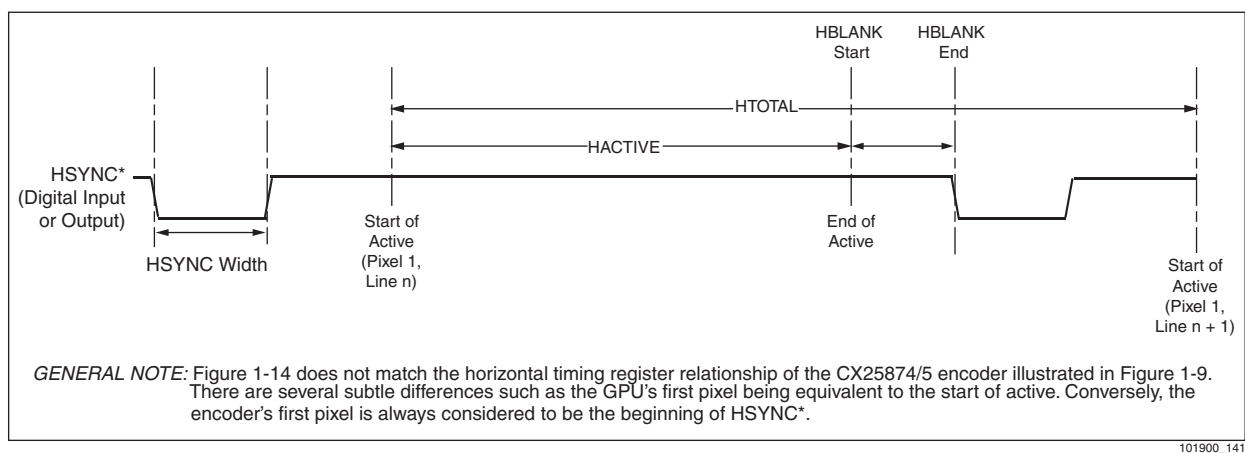 HBLANK
Start
HBLANK
End
HTOTAL
HACTIVE
HSYNC*
(Digital Input
or Output)
HSYNC Width
Start of
Active
(Pixel 1,
Line n)
End of
Active
Start of
Active
(Pixel 1,
Line n + 1)
GENERAL NOTE: Figure 1-14 does not match the horizontal timing register relationship of the CX25874/5 encoder illustrated in Figure 1-9.
There are several subtle differences such as the GPU's first pixel being equivalent to the start of active. Conversely, the
encoder's first pixel is always considered to be the beginning of HSYNC*.
101900_141